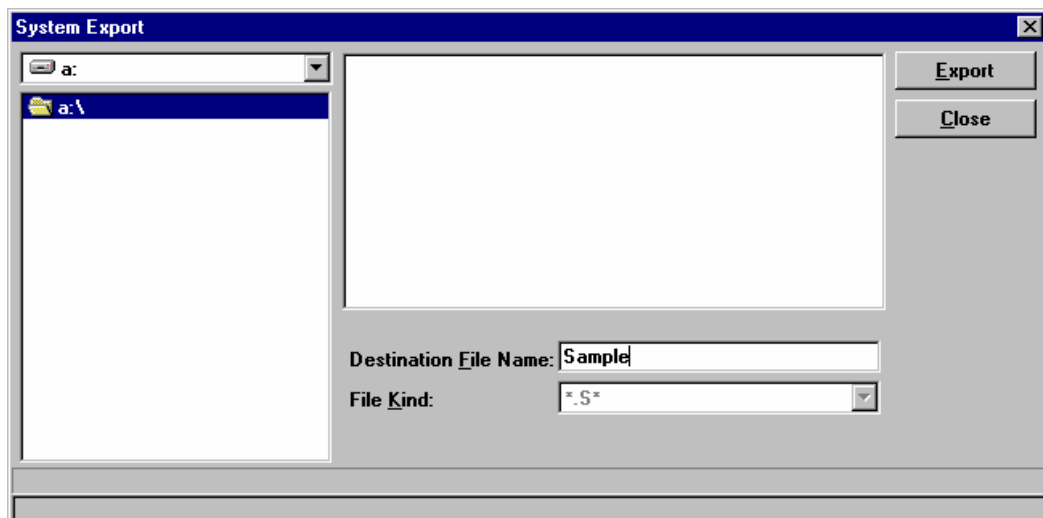 System Export
a:
a:\
Export
Close
Destination File Name: Sample
File Kind: *.S*